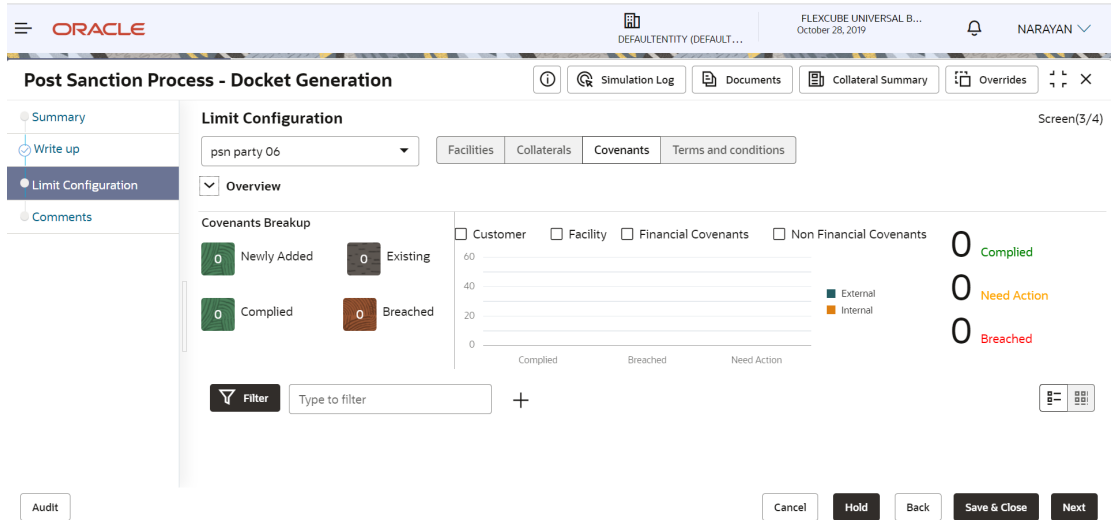 ORACLE
DEFAULTENTITY (DEFAULT...
FLEXCUBE UNIVERSAL B...
October 28, 2019
NARAYAN
Post Sanction Process - Docket Generation
Simulation Log
Documents
Collateral Summary
Overrides
Summary
Write up
Limit Configuration
Comments
Limit Configuration
Screen(3/4)
psn party 06
Facilities
Collaterals
Covenants
Terms and conditions
Overview
Covenants Breakup
0 Newly Added
0 Existing
0 Complied
0 Breached
Customer
Facility
Financial Covenants
Non Financial Covenants
60
40
20
0
Complied
Breached
Need Action
External
Internal
0 Complied
0 Need Action
0 Breached
Filter
Type to filter
Audit
Cancel
Hold
Back
Save & Close
Next